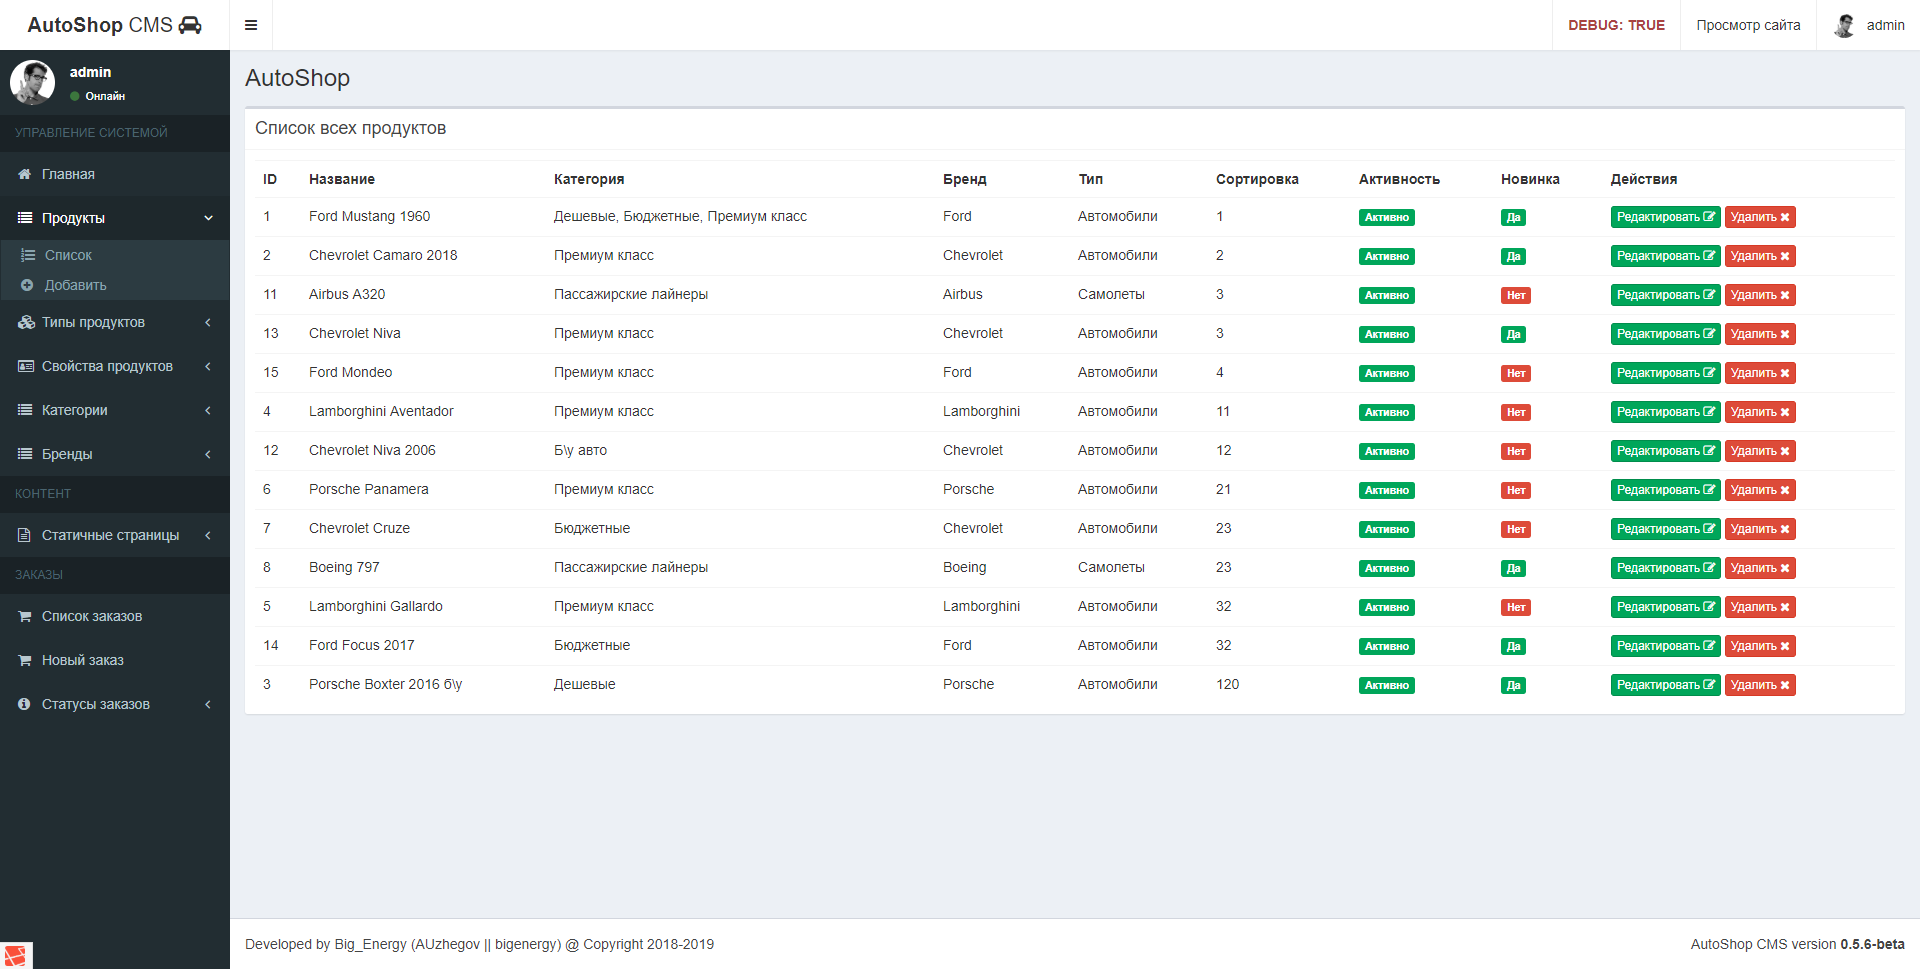 AutoShop CMS
DEBUG: TRUE
Просмотр сайта
admin
admin
Онлайн
УПРАВЛЕНИЕ СИСТЕМОЙ
Главная
Продукты
Список
Добавить
Типы продуктов
Свойства продуктов
Категории
Бренды
КОНТЕНТ
Статичные страницы
ЗАКАЗЫ
Список заказов
Новый заказ
Статусы заказов
AutoShop
Список всех продуктов
ID Название Категория Бренд Тип Сортировка Активность Новинка Действия
1 Ford Mustang 1960 Дешевые, Бюджетные, Премиум класс Ford Автомобили 1 Активно Да Редактировать Удалить
2 Chevrolet Camaro 2018 Премиум класс Chevrolet Автомобили 2 Активно Да Редактировать Удалить
11 Airbus A320 Пассажирские лайнеры Airbus Самолеты 3 Активно Нет Редактировать Удалить
13 Chevrolet Niva Премиум класс Chevrolet Автомобили 3 Активно Да Редактировать Удалить
15 Ford Mondeo Премиум класс Ford Автомобили 4 Активно Нет Редактировать Удалить
4 Lamborghini Aventador Премиум класс Lamborghini Автомобили 11 Активно Нет Редактировать Удалить
12 Chevrolet Niva 2006 Б\у авто Chevrolet Автомобили 12 Активно Нет Редактировать Удалить
6 Porsche Panamera Премиум класс Porsche Автомобили 21 Активно Нет Редактировать Удалить
7 Chevrolet Cruze Бюджетные Chevrolet Автомобили 23 Активно Нет Редактировать Удалить
8 Boeing 797 Пассажирские лайнеры Boeing Самолеты 23 Активно Да Редактировать Удалить
5 Lamborghini Gallardo Премиум класс Lamborghini Автомобили 32 Активно Нет Редактировать Удалить
14 Ford Focus 2017 Бюджетные Ford Автомобили 32 Активно Да Редактировать Удалить
3 Porsche Boxter 2016 б\у Дешевые Porsche Автомобили 120 Активно Да Редактировать Удалить
Developed by Big_Energy (AUzhegov || bigenergy) @ Copyright 2018-2019
AutoShop CMS version 0.5.6-beta